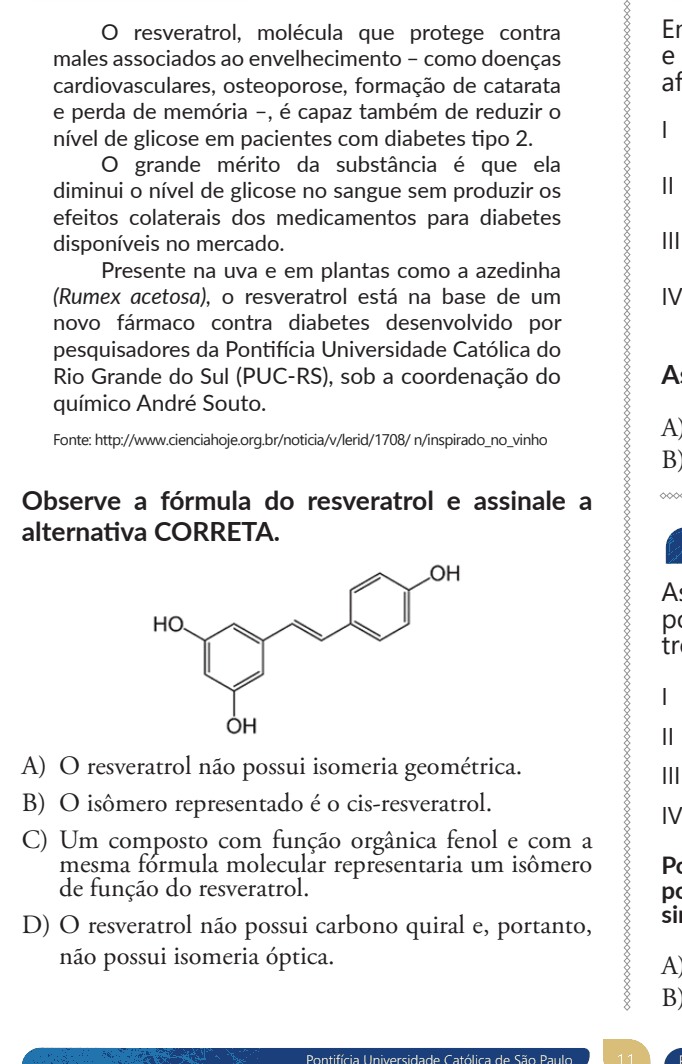 O resveratrol, molécula que protege contra
males associados ao envelhecimento – como doenças
cardiovasculares, osteoporose, formação de catarata
e perda de memória –, é capaz também de reduzir o
nível de glicose em pacientes com diabetes tipo 2.
O grande mérito da substância é que ela
diminui o nível de glicose no sangue sem produzir os
efeitos colaterais dos medicamentos para diabetes
disponíveis no mercado.
Presente na uva e em plantas como a azedinha
(Rumex acetosa), o resveratrol está na base de um
novo fármaco contra diabetes desenvolvido por
pesquisadores da Pontifícia Universidade Católica do
Rio Grande do Sul (PUC-RS), sob a coordenação do
químico André Souto.
Fonte: http://www.cienciahoje.org.br/noticia/v/lerid/1708/ n/inspirado_no_vinho
Observe a fórmula do resveratrol e assinale a
alternativa CORRETA.
OH
HO
OH
A) O resveratrol não possui isomeria geométrica.
B) O isômero representado é o cis-resveratrol.
C) Um composto com função orgânica fenol e com a
mesma fórmula molecular representaria um isômero
de função do resveratrol.
D) O resveratrol não possui carbono quiral e, portanto,
não possui isomeria óptica.
Pontifícia Universidade Católica de São Paulo
11
e
I
II
III
IV
A)
B)
I
II
III
IV
A)
B)